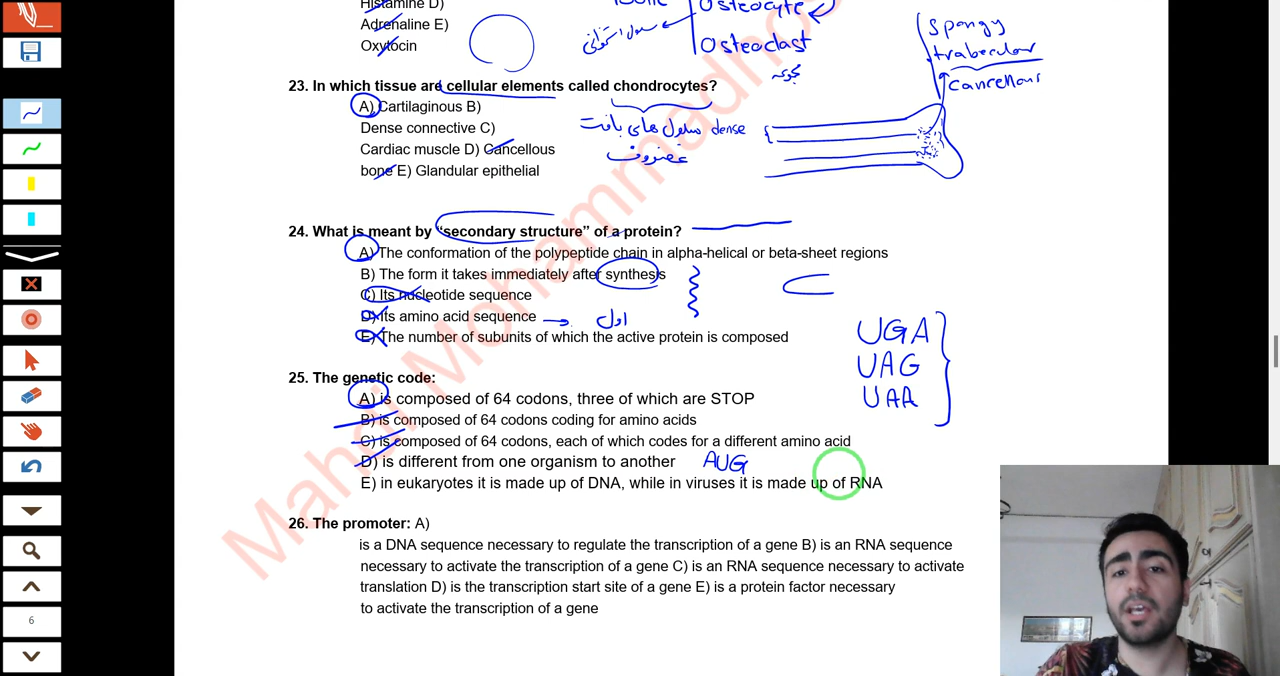 Histamine D)
Adrenaline E)
Oxytocin
Osteocyte
Osteoclast
spongy
trabecular
cancellous
23. In which tissue are cellular elements called chondrocytes?
A) Cartilaginous B)
Dense connective C)
Cardiac muscle D) Cancellous
bone E) Glandular epithelial
سلول های بافت
غضروف
dense
24. What is meant by “secondary structure” of a protein?
A) The conformation of the polypeptide chain in alpha-helical or beta-sheet regions
B) The form it takes immediately after synthesis
C) Its nucleotide sequence
D) Its amino acid sequence
اول
E) The number of subunits of which the active protein is composed
UGA
UAG
UAA
25. The genetic code:
A) is composed of 64 codons, three of which are STOP
B) is composed of 64 codons coding for amino acids
C) is composed of 64 codons, each of which codes for a different amino acid
D) is different from one organism to another
AUG
E) in eukaryotes it is made up of DNA, while in viruses it is made up of RNA
26. The promoter: A)
is a DNA sequence necessary to regulate the transcription of a gene B) is an RNA sequence
necessary to activate the transcription of a gene C) is an RNA sequence necessary to activate
translation D) is the transcription start site of a gene E) is a protein factor necessary
to activate the transcription of a gene
6